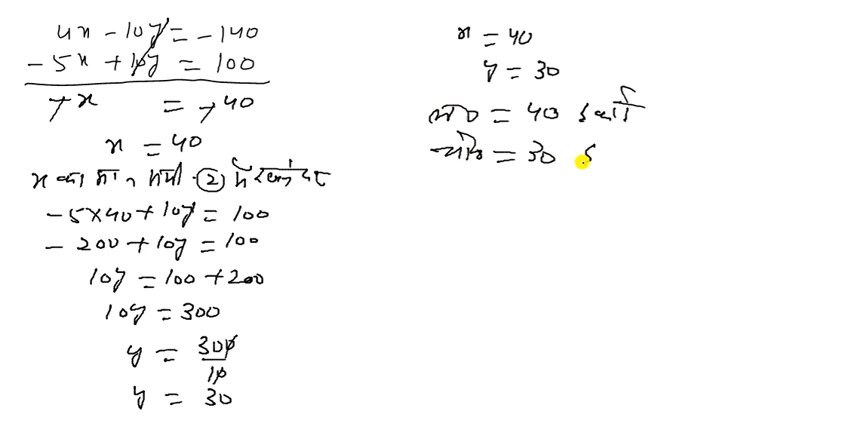 4x - 10y = - 140
- 5x + 10y = 100
- x = - 40
x = 40
x का मान समी. ② में रखने पर
- 5 × 40 + 10y = 100
- 200 + 10y = 100
10y = 100 + 200
10y = 300
y = 300/10
y = 30
x = 40
y = 30
= 40
= 30